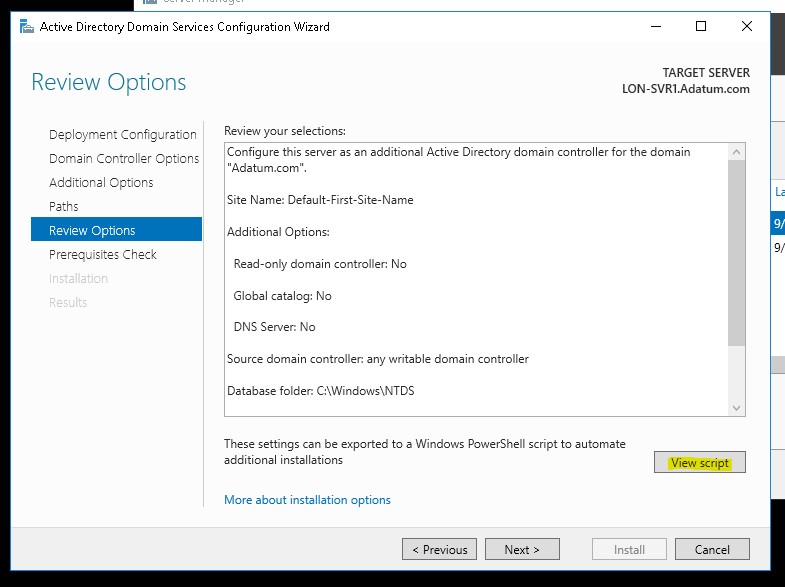 Server Manager
Active Directory Domain Services Configuration Wizard
Review Options
TARGET SERVER
LON-SVR1.Adatum.com
Deployment Configuration
Domain Controller Options
Additional Options
Paths
Review Options
Prerequisites Check
Installation
Results
Review your selections:
Configure this server as an additional Active Directory domain controller for the domain
"Adatum.com".
Site Name: Default-First-Site-Name
Additional Options:
Read-only domain controller: No
Global catalog: No
DNS Server: No
Source domain controller: any writable domain controller
Database folder: C:\Windows\NTDS
These settings can be exported to a Windows PowerShell script to automate
additional installations
View script
More about installation options
< Previous
Next >
Install
Cancel
La
9/
9/